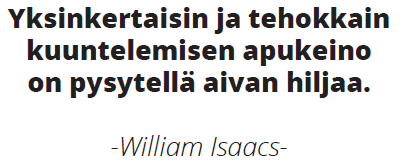 Yksinkertaisin ja tehokkain
kuuntelemisen apukeino
on pysytellä aivan hiljaa.
-William Isaacs-